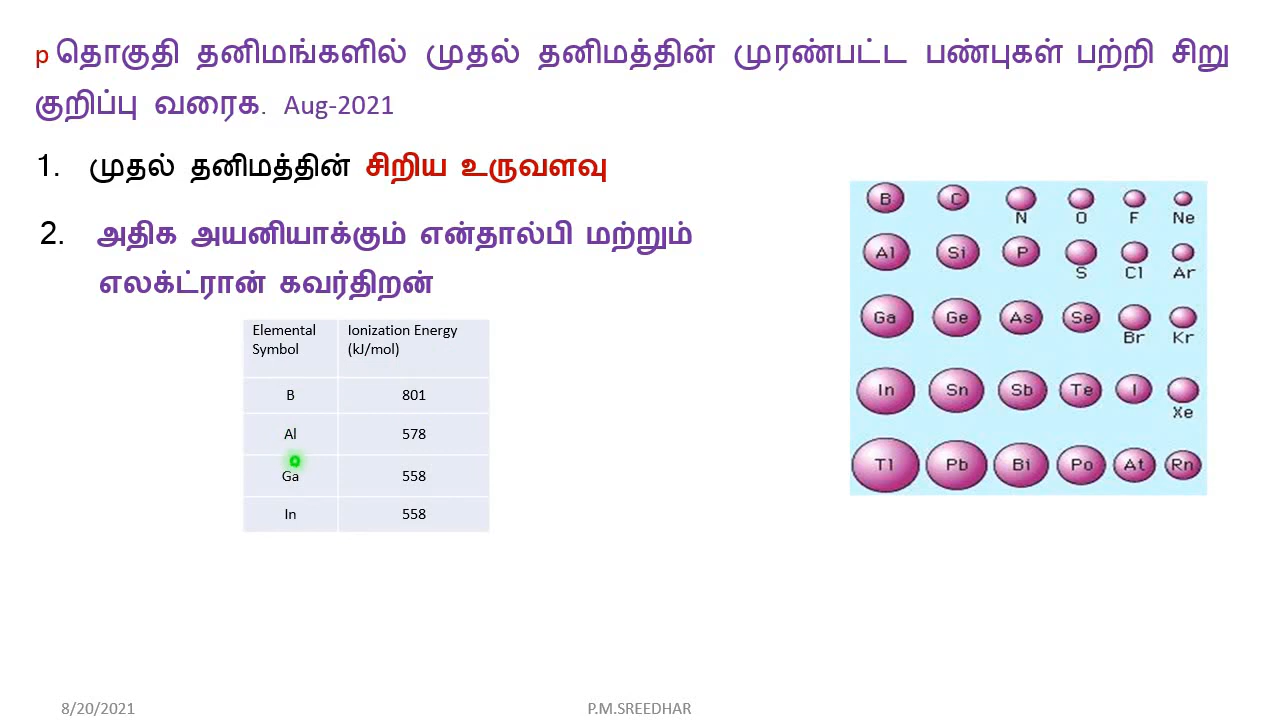 p தொகுதி தனிமங்களில் முதல் தனிமத்தின் முரண்பட்ட பண்புகள் பற்றி சிறு
குறிப்பு வரைக. Aug-2021
1. முதல் தனிமத்தின் சிறிய உருவளவு
2. அதிக அயனியாக்கும் என்தால்பி மற்றும்
எலக்ட்ரான் கவர்திறன்
Elemental Symbol Ionization Energy (kJ/mol)
B 801
Al 578
Ga 558
In 558
B C N O F Ne
Al Si P S Cl Ar
Ga Ge As Se Br Kr
In Sn Sb Te I Xe
Tl Pb Bi Po At Rn
8/20/2021 P.M.SREEDHAR